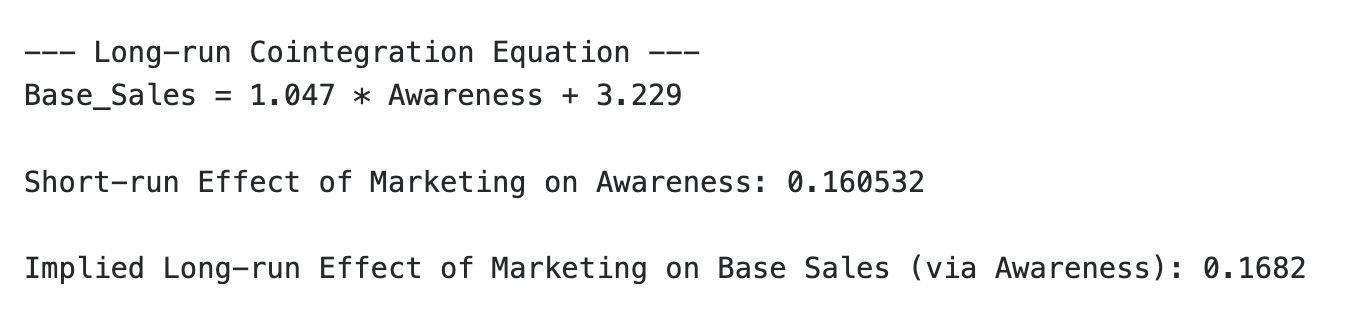 --- Long-run Cointegration Equation ---
Base_Sales = 1.047 * Awareness + 3.229
Short-run Effect of Marketing on Awareness: 0.160532
Implied Long-run Effect of Marketing on Base Sales (via Awareness): 0.1682